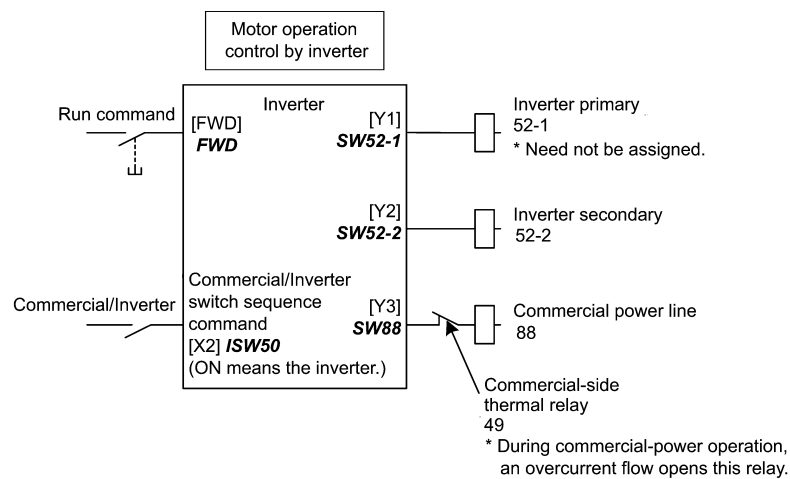 Motor operation
control by inverter
Run command
Inverter
[FWD]
FWD
[Y1]
SW52-1
Inverter primary
52-1
* Need not be assigned.
[Y2]
SW52-2
Inverter secondary
52-2
Commercial/Inverter
Commercial/Inverter
switch sequence
command
[X2] ISW50
(ON means the inverter.)
[Y3]
SW88
Commercial power line
88
Commercial-side
thermal relay
49
* During commercial-power operation,
an overcurrent flow opens this relay.